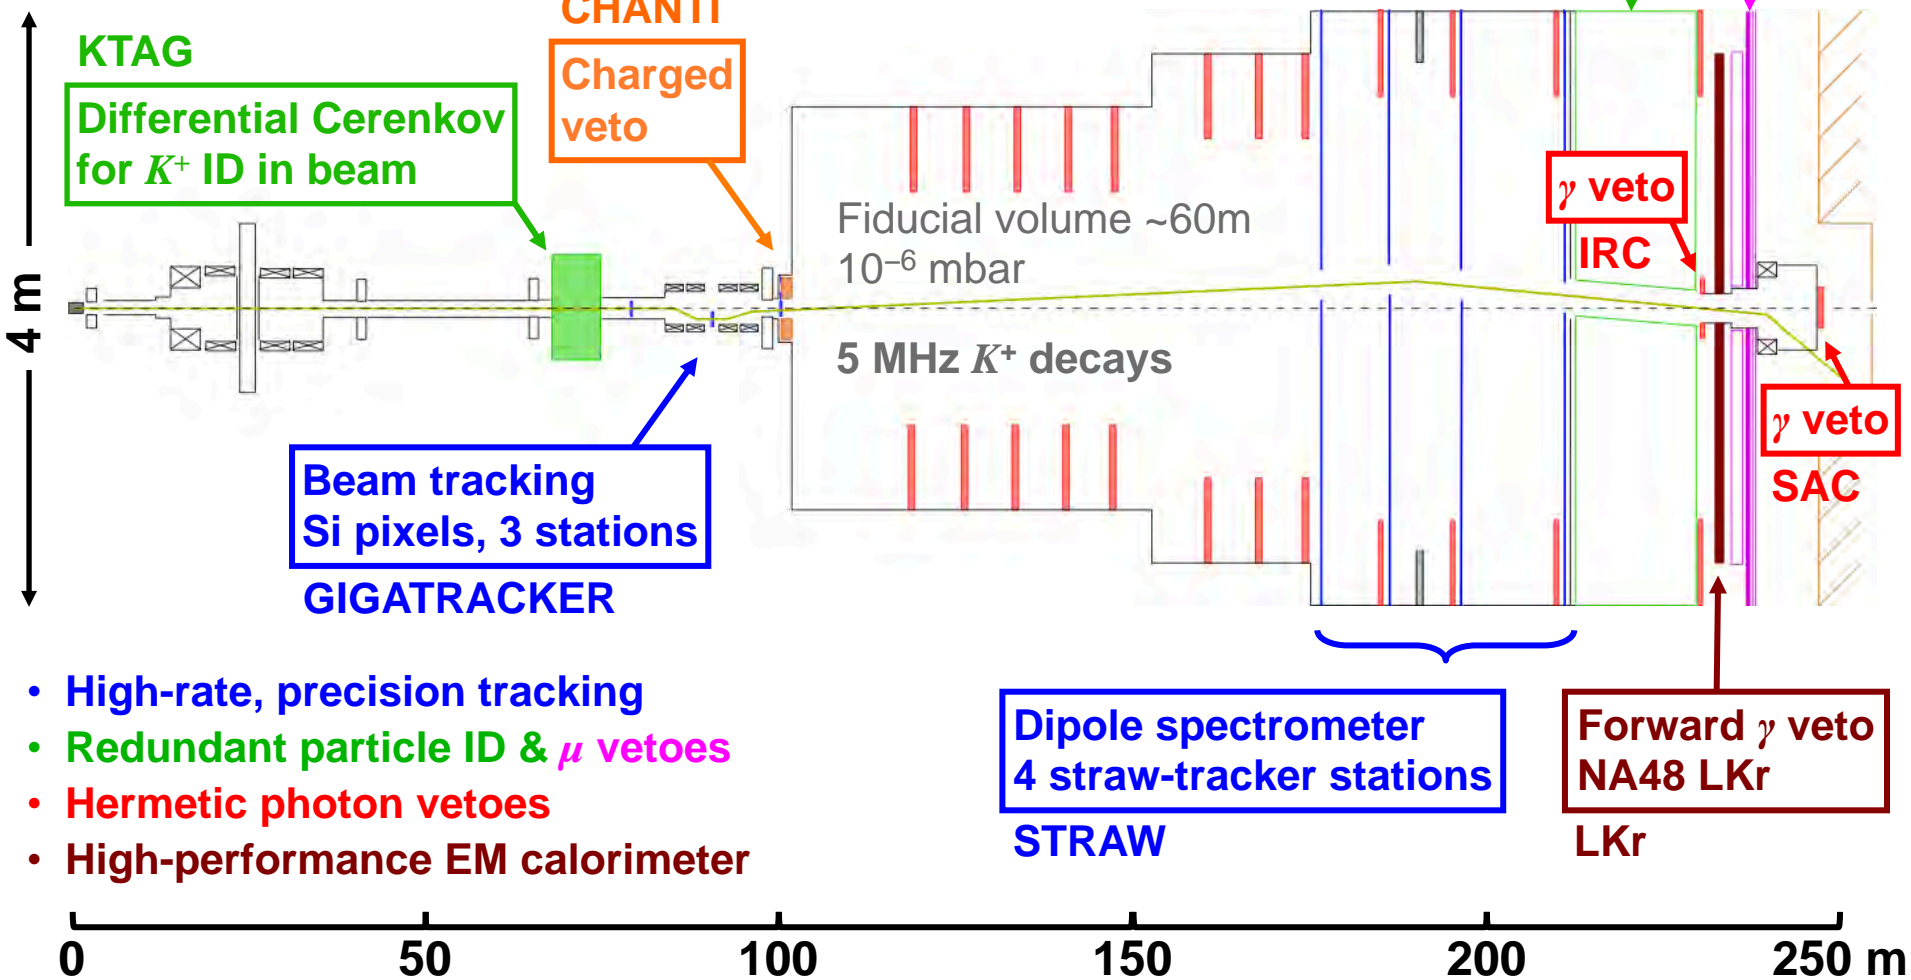 CHANTI
KTAG
Charged
veto
Differential Cerenkov
for K⁺ ID in beam
γ veto
IRC
Fiducial volume ~60m
10⁻⁶ mbar
4 m
5 MHz K⁺ decays
γ veto
SAC
Beam tracking
Si pixels, 3 stations
GIGATRACKER
• High-rate, precision tracking
• Redundant particle ID & μ vetoes
• Hermetic photon vetoes
• High-performance EM calorimeter
Dipole spectrometer
4 straw-tracker stations
STRAW
Forward γ veto
NA48 LKr
LKr
0 50 100 150 200 250 m